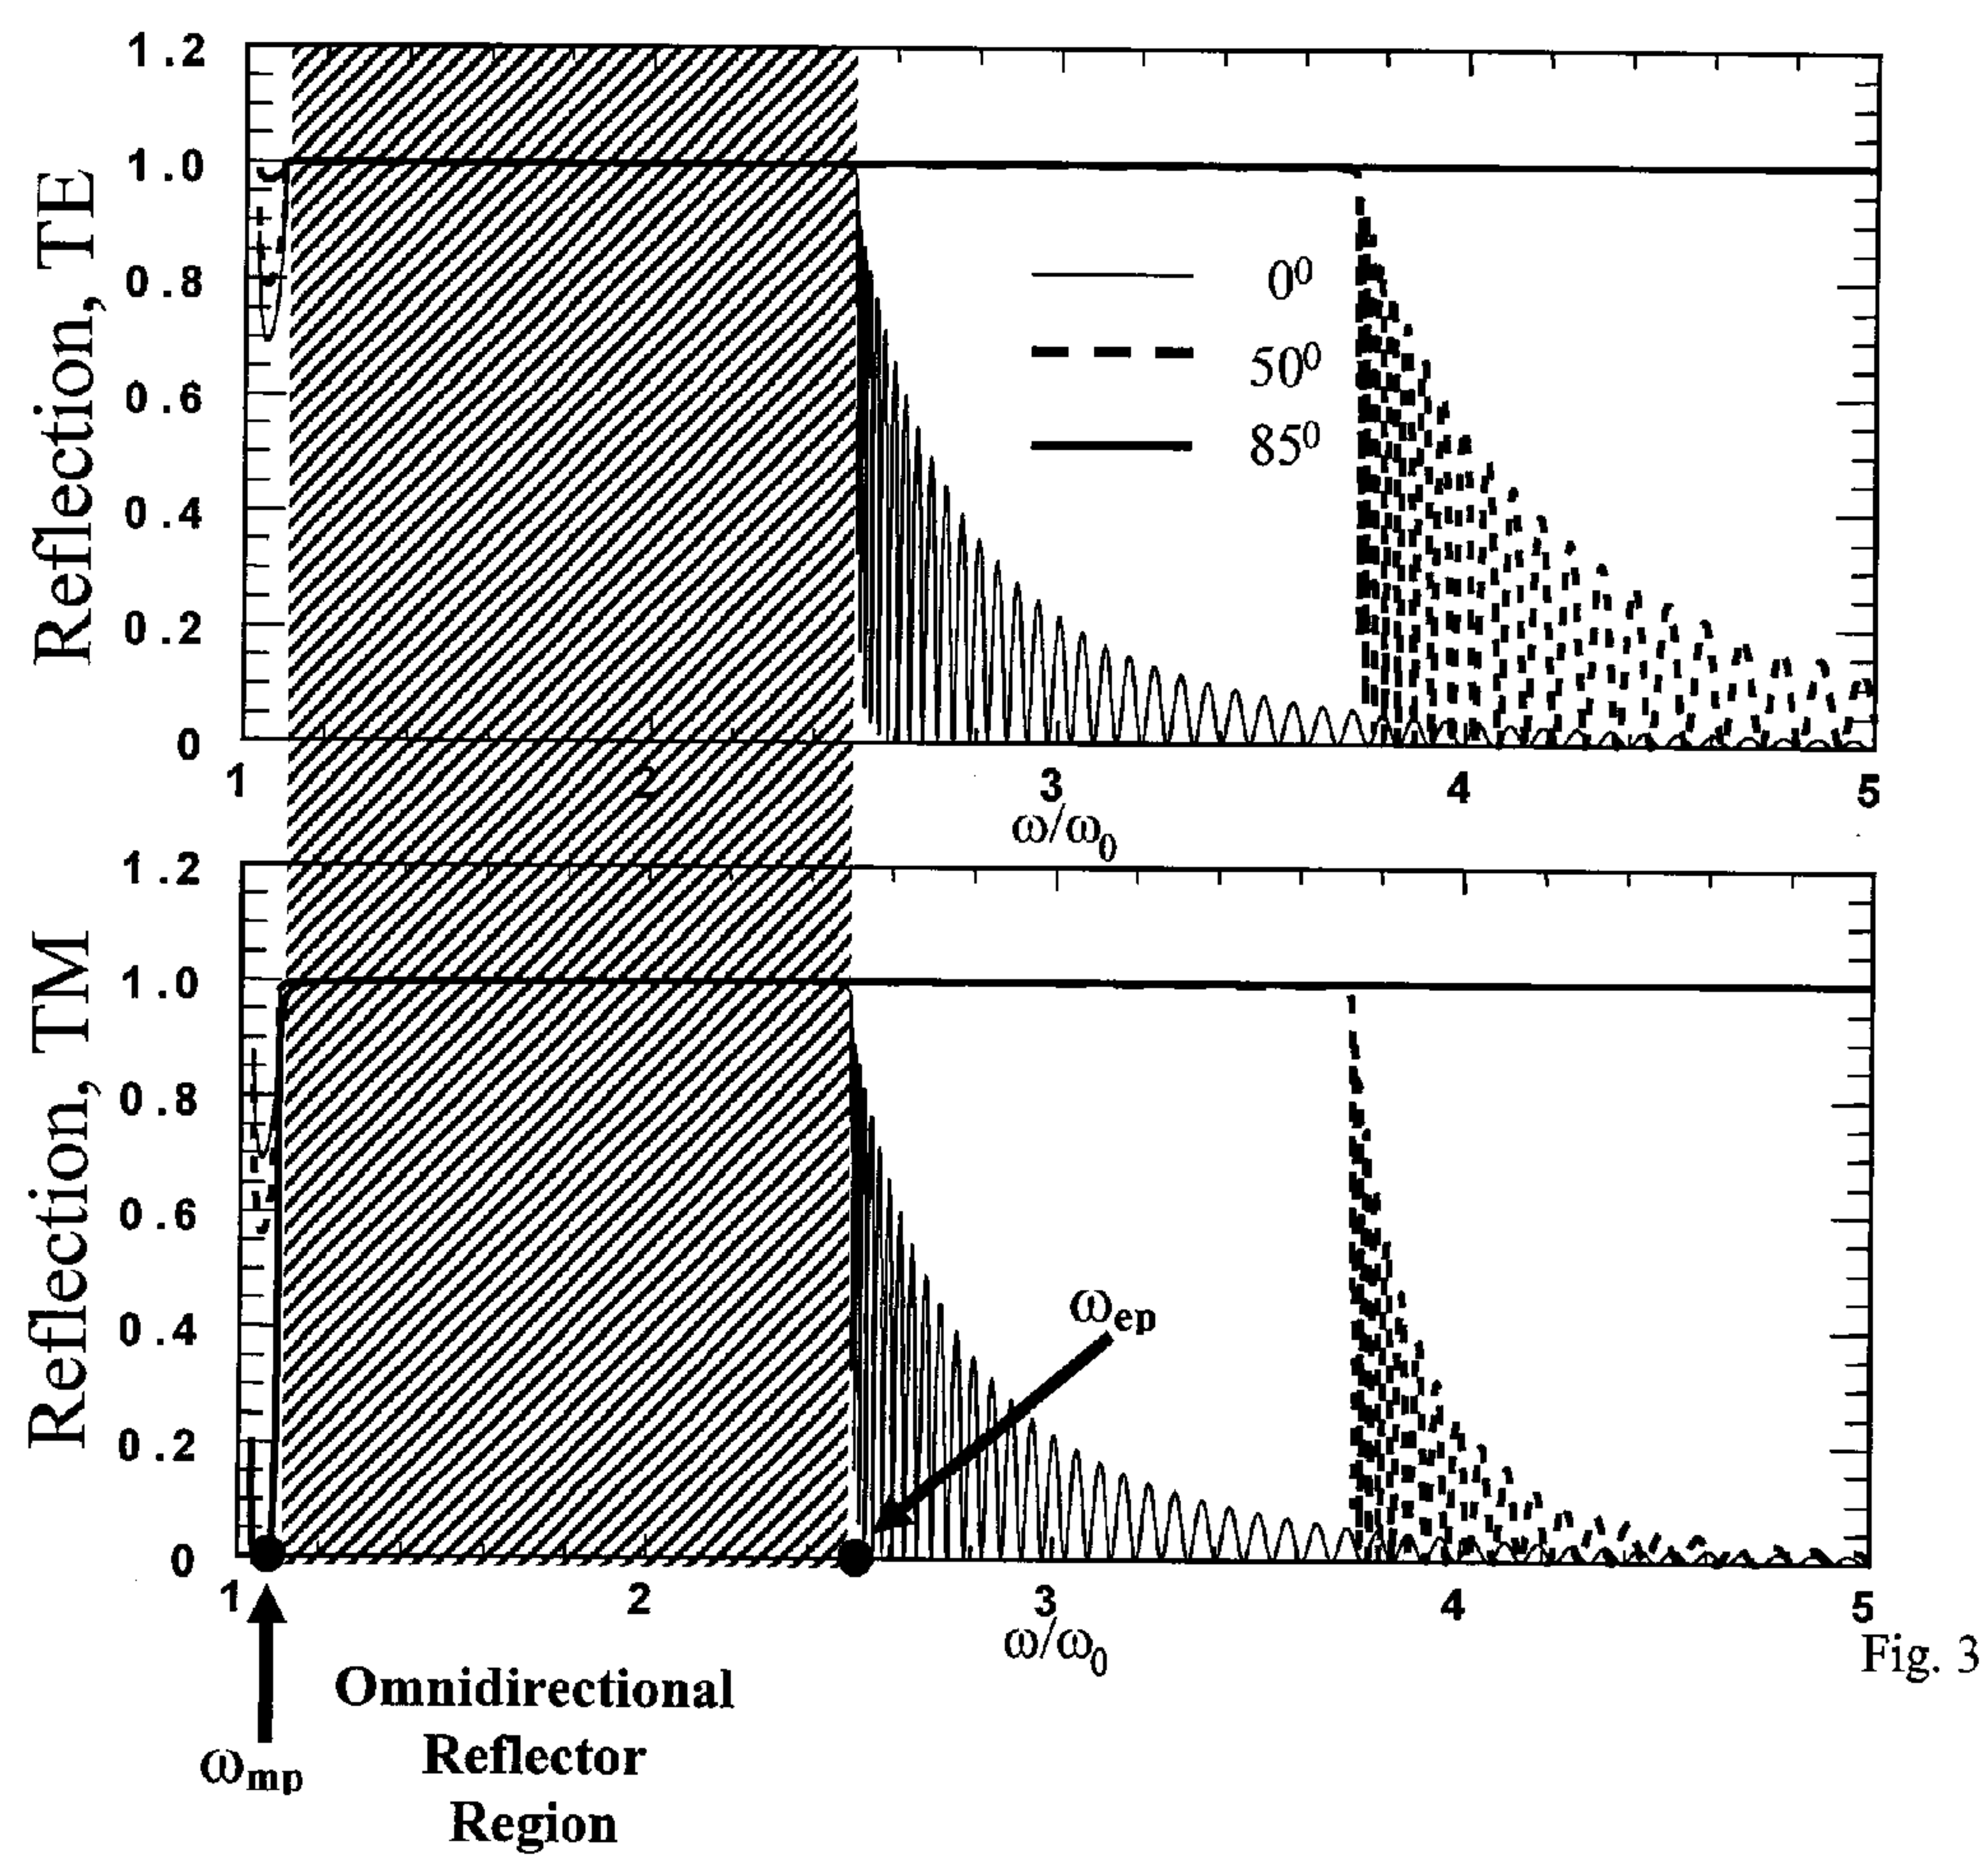 Reflection, TE
1.2
1.0
0.8
0.6
0.4
0.2
0
0⁰
50⁰
85⁰
1 2 3 4 5
ω/ω₀
Reflection, TM
1.2
1.0
0.8
0.6
0.4
0.2
0
ωep
1 2 3 4 5
ω/ω₀
Fig. 3
ωmp
Omnidirectional
Reflector
Region